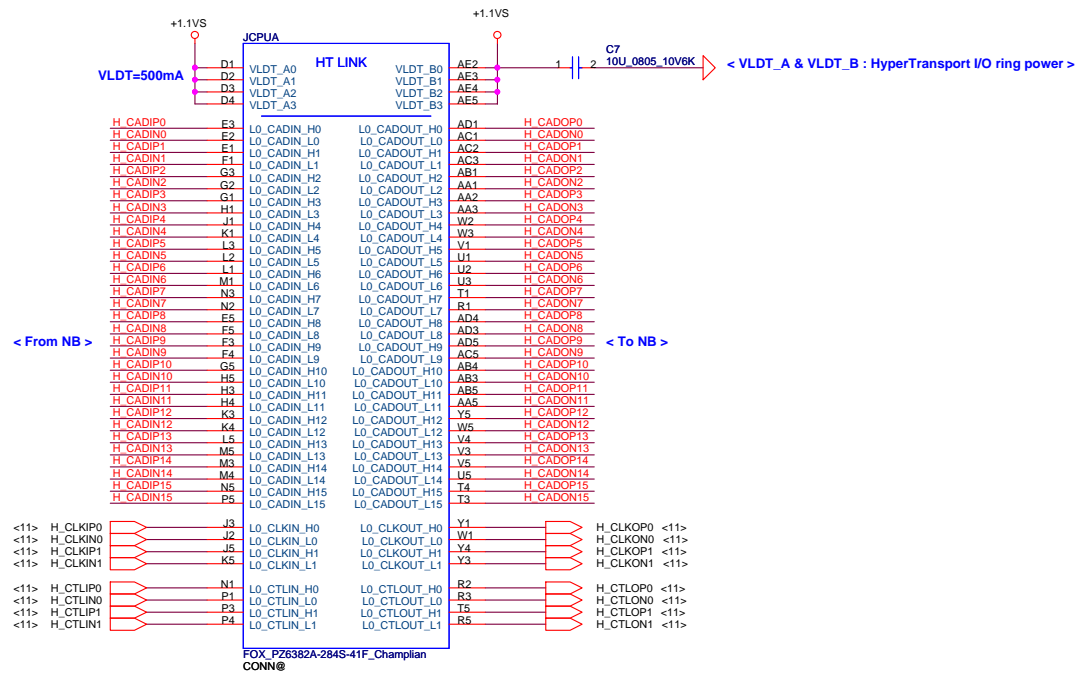 +1.1VS +1.1VS
JCPUA
HT LINK
C7
10U_0805_10V6K
VLDT=500mA
1 2
< VLDT_A & VLDT_B : HyperTransport I/O ring power >
D1 VLDT_A0 VLDT_B0 AE2
D2 VLDT_A1 VLDT_B1 AE3
D3 VLDT_A2 VLDT_B2 AE4
D4 VLDT_A3 VLDT_B3 AE5
H_CADIP0 E3 L0_CADIN_H0 L0_CADOUT_H0 AD1 H_CADOP0
H_CADIN0 E2 L0_CADIN_L0 L0_CADOUT_L0 AC1 H_CADON0
H_CADIP1 E1 L0_CADIN_H1 L0_CADOUT_H1 AC2 H_CADOP1
H_CADIN1 F1 L0_CADIN_L1 L0_CADOUT_L1 AC3 H_CADON1
H_CADIP2 G3 L0_CADIN_H2 L0_CADOUT_H2 AB1 H_CADOP2
H_CADIN2 G2 L0_CADIN_L2 L0_CADOUT_L2 AA1 H_CADON2
H_CADIP3 G1 L0_CADIN_H3 L0_CADOUT_H3 AA2 H_CADOP3
H_CADIN3 H1 L0_CADIN_L3 L0_CADOUT_L3 AA3 H_CADON3
H_CADIP4 J1 L0_CADIN_H4 L0_CADOUT_H4 W2 H_CADOP4
H_CADIN4 K1 L0_CADIN_L4 L0_CADOUT_L4 W3 H_CADON4
H_CADIP5 L3 L0_CADIN_H5 L0_CADOUT_H5 V1 H_CADOP5
H_CADIN5 L2 L0_CADIN_L5 L0_CADOUT_L5 U1 H_CADON5
H_CADIP6 L1 L0_CADIN_H6 L0_CADOUT_H6 U2 H_CADOP6
H_CADIN6 M1 L0_CADIN_L6 L0_CADOUT_L6 U3 H_CADON6
H_CADIP7 N3 L0_CADIN_H7 L0_CADOUT_H7 T1 H_CADOP7
H_CADIN7 N2 L0_CADIN_L7 L0_CADOUT_L7 R1 H_CADON7
H_CADIP8 E5 L0_CADIN_H8 L0_CADOUT_H8 AD4 H_CADOP8
H_CADIN8 F5 L0_CADIN_L8 L0_CADOUT_L8 AD3 H_CADON8
< From NB > H_CADIP9 F3 L0_CADIN_H9 L0_CADOUT_H9 AD5 H_CADOP9 < To NB >
H_CADIN9 F4 L0_CADIN_L9 L0_CADOUT_L9 AC5 H_CADON9
H_CADIP10 G5 L0_CADIN_H10 L0_CADOUT_H10 AB4 H_CADOP10
H_CADIN10 H5 L0_CADIN_L10 L0_CADOUT_L10 AB3 H_CADON10
H_CADIP11 H3 L0_CADIN_H11 L0_CADOUT_H11 AB5 H_CADOP11
H_CADIN11 H4 L0_CADIN_L11 L0_CADOUT_L11 AA5 H_CADON11
H_CADIP12 K3 L0_CADIN_H12 L0_CADOUT_H12 Y5 H_CADOP12
H_CADIN12 K4 L0_CADIN_L12 L0_CADOUT_L12 W5 H_CADON12
H_CADIP13 L5 L0_CADIN_H13 L0_CADOUT_H13 V4 H_CADOP13
H_CADIN13 M5 L0_CADIN_L13 L0_CADOUT_L13 V3 H_CADON13
H_CADIP14 M3 L0_CADIN_H14 L0_CADOUT_H14 V5 H_CADOP14
H_CADIN14 M4 L0_CADIN_L14 L0_CADOUT_L14 U5 H_CADON14
H_CADIP15 N5 L0_CADIN_H15 L0_CADOUT_H15 T4 H_CADOP15
H_CADIN15 P5 L0_CADIN_L15 L0_CADOUT_L15 T3 H_CADON15
<11> H_CLKIP0 J3 L0_CLKIN_H0 L0_CLKOUT_H0 Y1 H_CLKOP0 <11>
<11> H_CLKIN0 J2 L0_CLKIN_L0 L0_CLKOUT_L0 W1 H_CLKON0 <11>
<11> H_CLKIP1 J5 L0_CLKIN_H1 L0_CLKOUT_H1 Y4 H_CLKOP1 <11>
<11> H_CLKIN1 K5 L0_CLKIN_L1 L0_CLKOUT_L1 Y3 H_CLKON1 <11>
<11> H_CTLIP0 N1 L0_CTLIN_H0 L0_CTLOUT_H0 R2 H_CTLOP0 <11>
<11> H_CTLIN0 P1 L0_CTLIN_L0 L0_CTLOUT_L0 R3 H_CTLON0 <11>
<11> H_CTLIP1 P3 L0_CTLIN_H1 L0_CTLOUT_H1 T5 H_CTLOP1 <11>
<11> H_CTLIN1 P4 L0_CTLIN_L1 L0_CTLOUT_L1 R5 H_CTLON1 <11>
FOX_PZ6382A-284S-41F_Champlian
CONN@